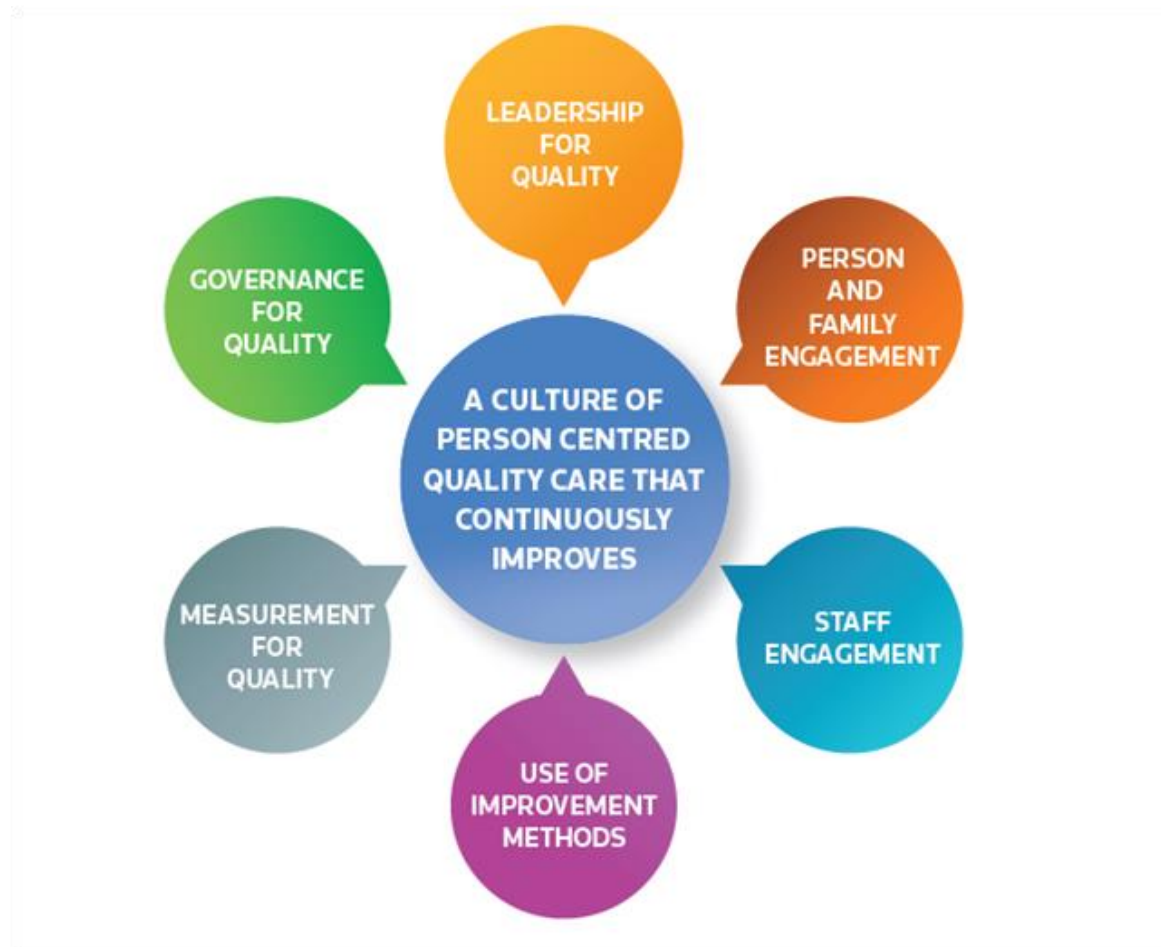 LEADERSHIP
FOR
QUALITY
PERSON
AND
FAMILY
ENGAGEMENT
STAFF
ENGAGEMENT
USE OF
IMPROVEMENT
METHODS
MEASUREMENT
FOR
QUALITY
GOVERNANCE
FOR
QUALITY
A CULTURE OF
PERSON CENTRED
QUALITY CARE THAT
CONTINUOUSLY
IMPROVES